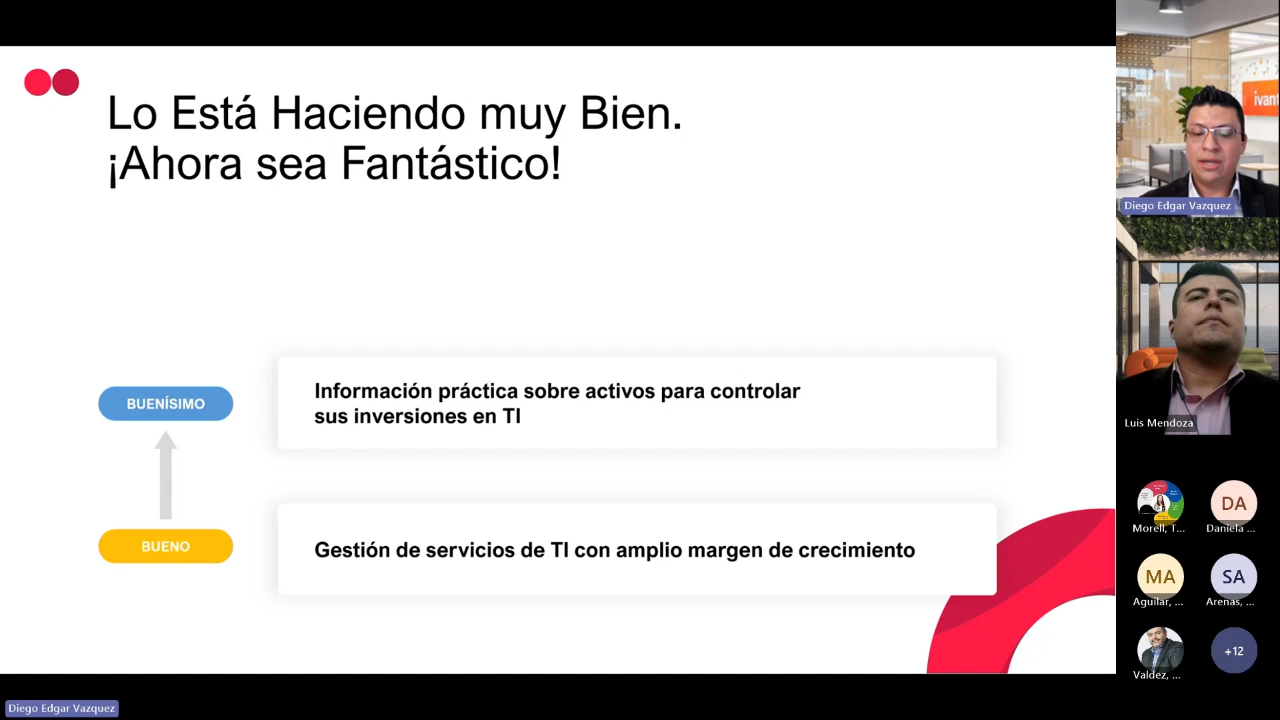 Lo Está Haciendo muy Bien.
¡Ahora sea Fantástico!
BUENÍSIMO
Información práctica sobre activos para controlar
sus inversiones en TI
BUENO
Gestión de servicios de TI con amplio margen de crecimiento
ivant
Diego Edgar Vazquez
Luis Mendoza
Morell, T...
DA
Daniela ...
MA
Aguilar, ...
SA
Arenas, ...
Valdez, ...
+12
Diego Edgar Vazquez